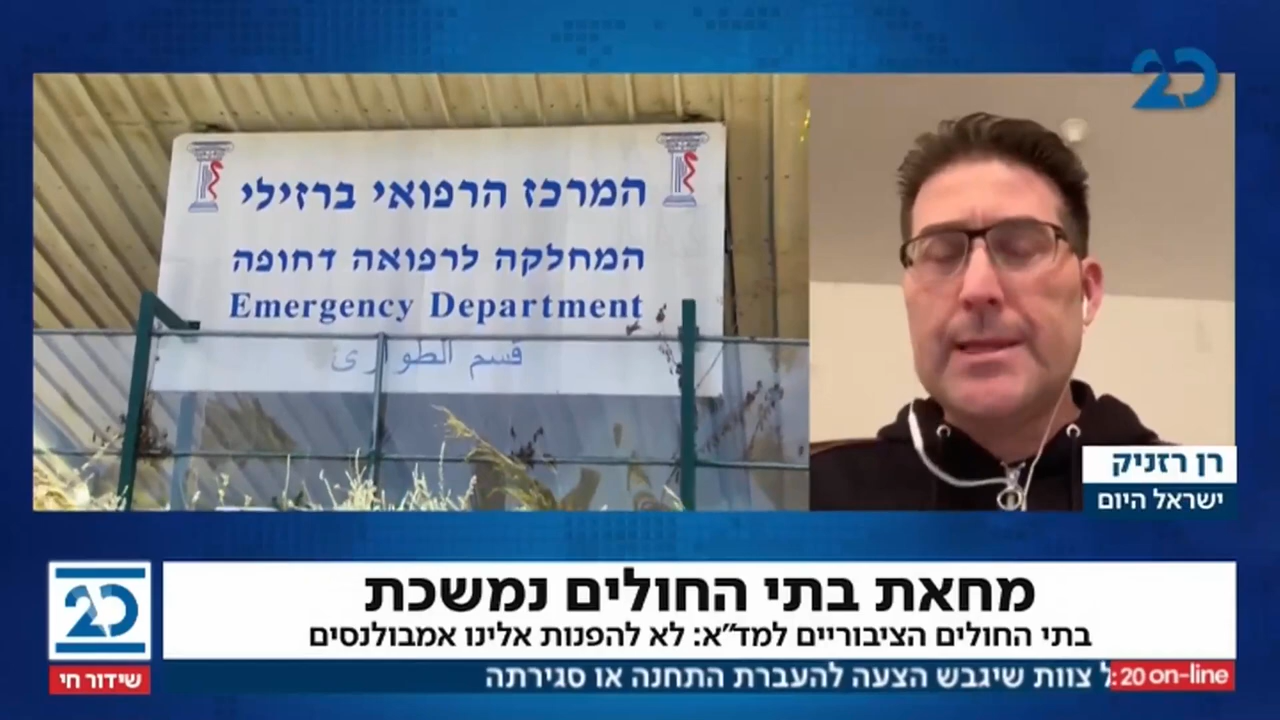 20
המרכז הרפואי ברזילי
המחלקה לרפואה דחופה
Emergency Department
قسم الطوارئ
רן רזניק
ישראל היום
20
מחאת בתי החולים נמשכת
בתי החולים הציבוריים למד״א: לא להפנות אלינו אמבולנסים
שידור חי
20 on-line: ל צוות שיגבש הצעה להעברת התחנה או סגירתה